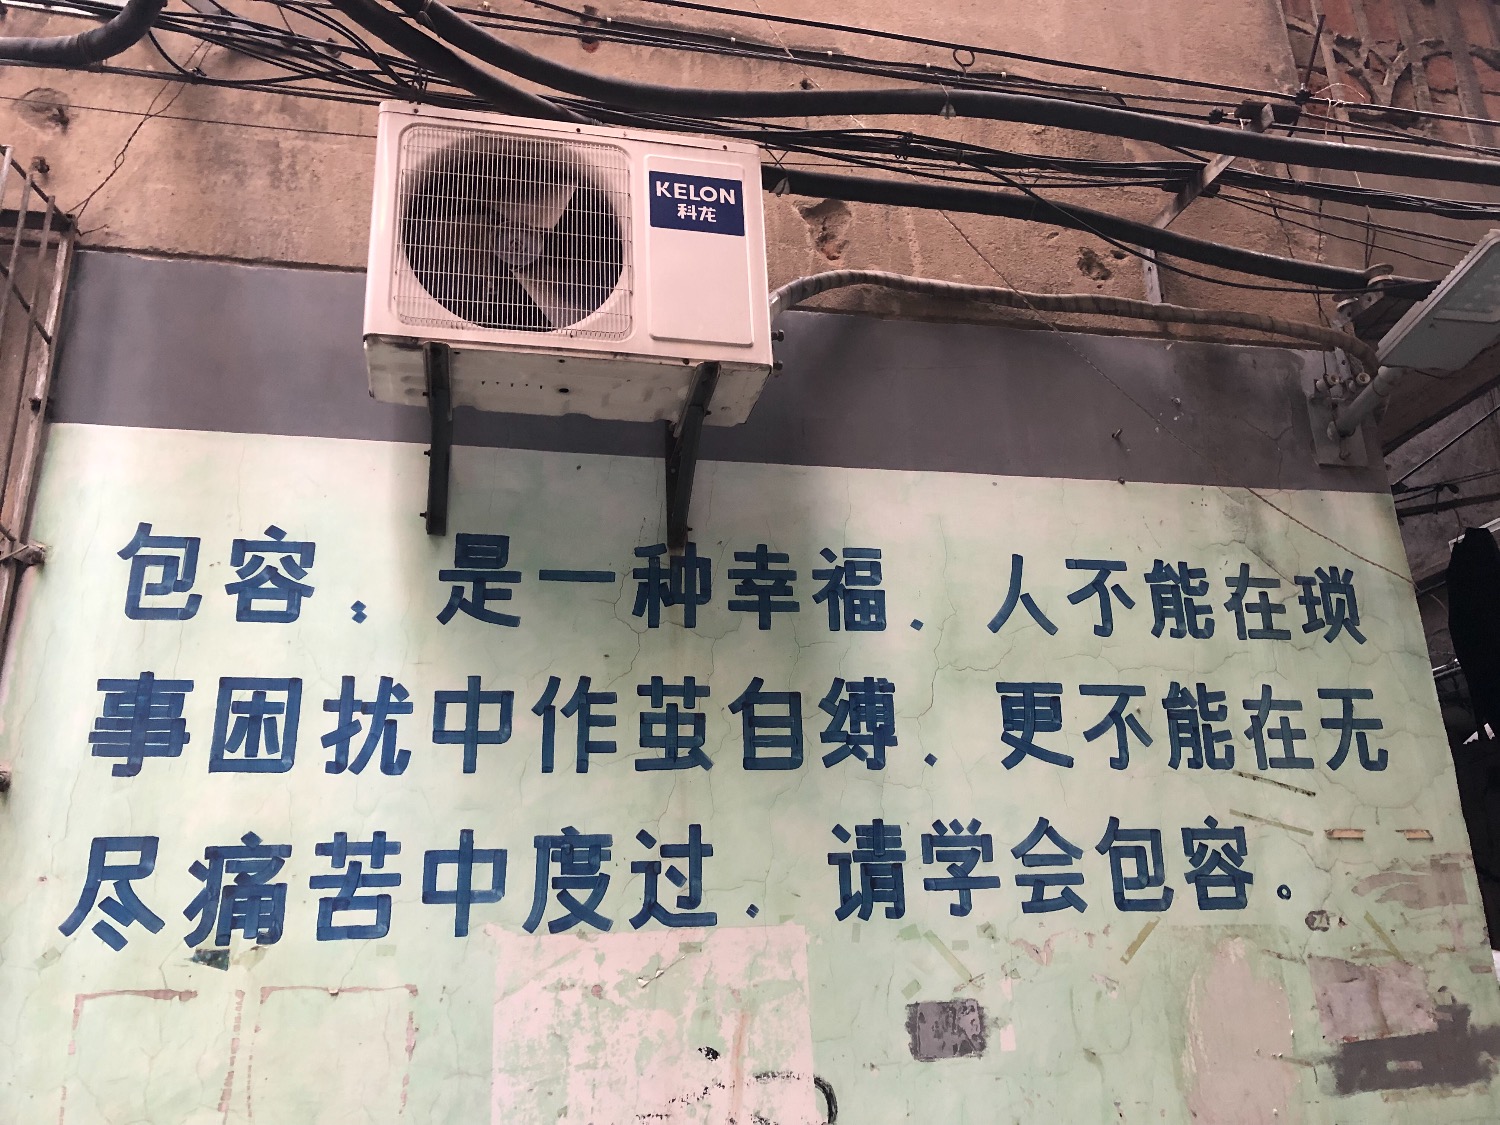 KELON
科龙
包容：是一种幸福、人不能在琐
事困扰中作茧自缚、更不能在无
尽痛苦中度过、请学会包容。